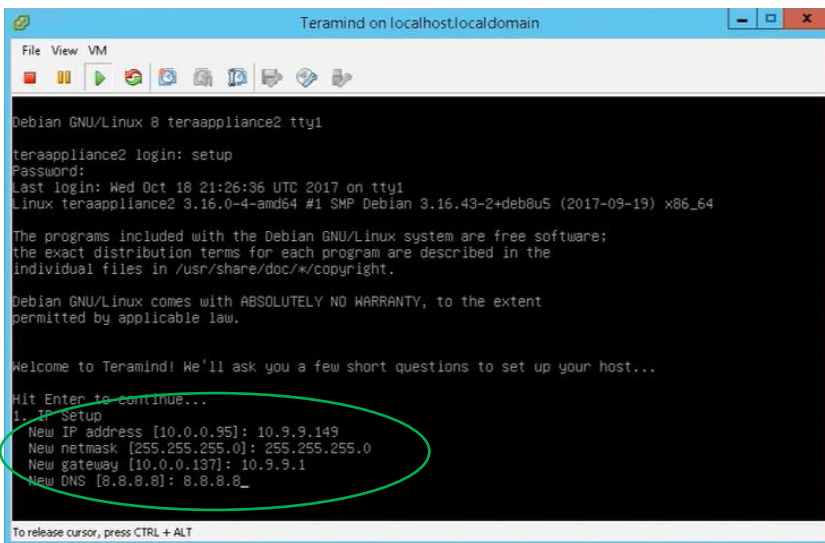 Teramind on localhost.localdomain
File View VM
Debian GNU/Linux 8 teraappliance2 tty1
teraappliance2 login: setup
Password:
Last login: Wed Oct 18 21:26:36 UTC 2017 on tty1
Linux teraappliance2 3.16.0-4-amd64 #1 SMP Debian 3.16.43-2+deb8u5 (2017-09-19) x86_64
The programs included with the Debian GNU/Linux system are free software;
the exact distribution terms for each program are described in the
individual files in /usr/share/doc/*/copyright.
Debian GNU/Linux comes with ABSOLUTELY NO WARRANTY, to the extent
permitted by applicable law.
Welcome to Teramind! We'll ask you a few short questions to set up your host...
Hit Enter to continue...
1. IP Setup
New IP address [10.0.0.95]: 10.9.9.149
New netmask [255.255.255.0]: 255.255.255.0
New gateway [10.0.0.137]: 10.9.9.1
New DNS [8.8.8.8]: 8.8.8.8_
To release cursor, press CTRL + ALT